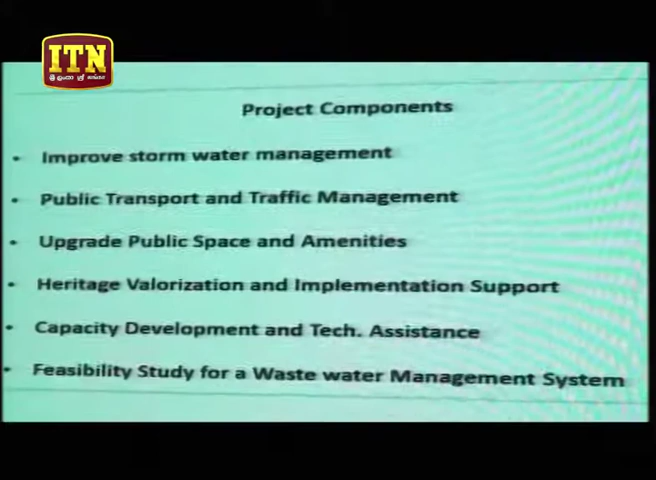 ITN
Project Components
• Improve storm water management
• Public Transport and Traffic Management
• Upgrade Public Space and Amenities
• Heritage Valorization and Implementation Support
• Capacity Development and Tech. Assistance
• Feasibility Study for a Waste water Management System